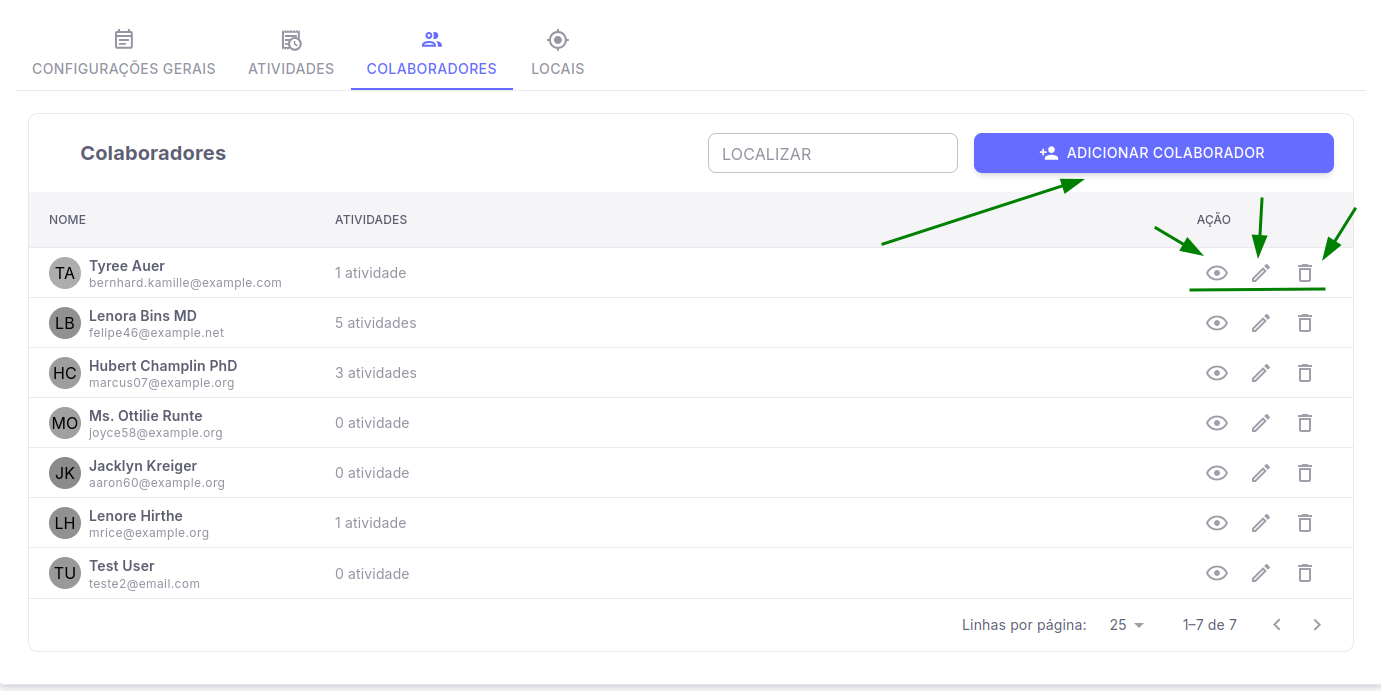 CONFIGURAÇÕES GERAIS ATIVIDADES COLABORADORES LOCAIS
Colaboradores LOCALIZAR ADICIONAR COLABORADOR
NOME ATIVIDADES AÇÃO
TA Tyree Auer 1 atividade
bernhard.kamille@example.com
LB Lenora Bins MD 5 atividades
felipe46@example.net
HC Hubert Champlin PhD 3 atividades
marcus07@example.org
MO Ms. Ottilie Runte 0 atividade
joyce58@example.org
JK Jacklyn Kreiger 0 atividade
aaron60@example.org
LH Lenore Hirthe 1 atividade
mrice@example.org
TU Test User 0 atividade
teste2@email.com
Linhas por página: 25 1–7 de 7